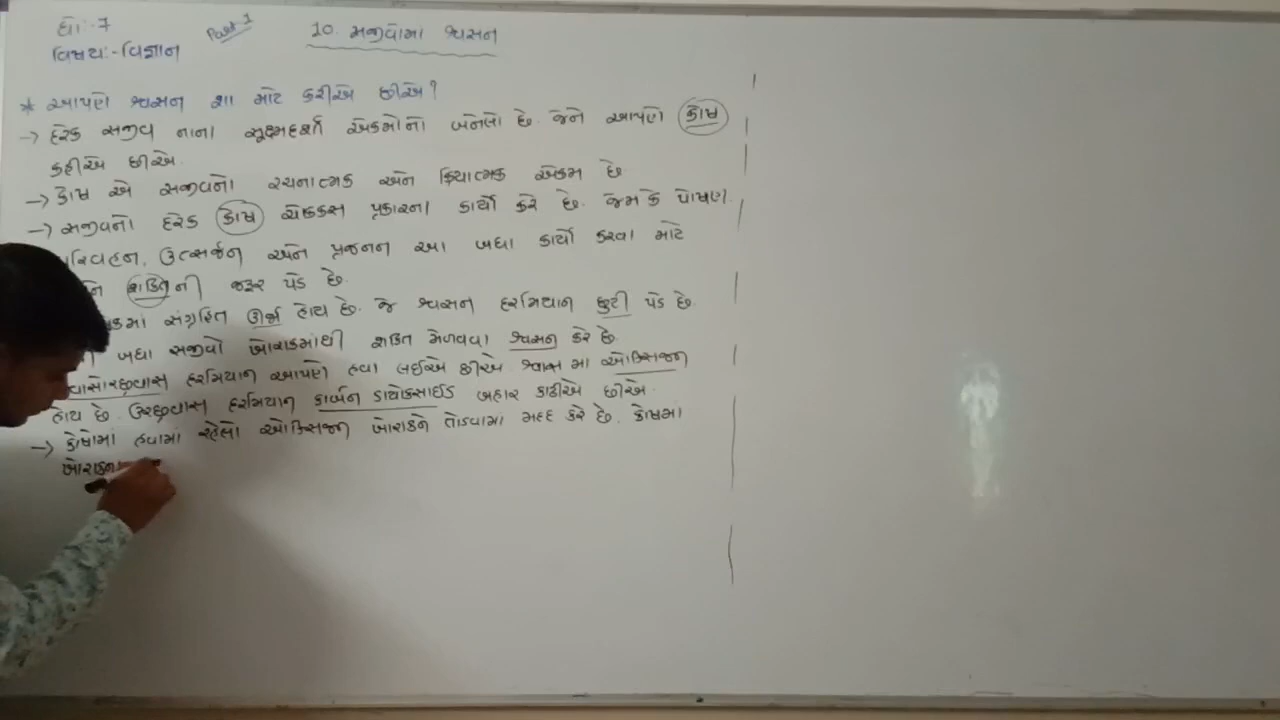 ધો:-7
Part-1
10. સજીવોમાં શ્વસન
વિષય:-વિજ્ઞાન
* આપણે શ્વસન શા માટે કરીએ છીએ?
→ દરેક સજીવ નાના સૂક્ષ્મદર્શી એકમોનો બનેલો છે. જેને આપણે કોષ
કહીએ છીએ.
→ કોષ એ સજીવનો રચનાત્મક અને ક્રિયાત્મક એકમ છે
→ સજીવનો દરેક કોષ ચોક્કસ પ્રકારના કાર્યો કરે છે. જેમ કે પોષણ.
પરિવહન, ઉત્સર્જન અને પ્રજનન આ બધા કાર્યો કરવા માટે
શક્તિની જરૂર પડે છે.
સંગ્રહિત ઊર્જા હોય છે. જે શ્વસન દરમિયાન છુટી પડે છે.
બધા સજીવો ખોરાકમાંથી શક્તિ મેળવવા શ્વસન કરે છે.
દરમિયાન આપણે હવા લઈએ છીએ શ્વાસ માં ઓક્સિજન
હોય છે. ઉચ્છવાસ દરમિયાન કાર્બન ડાયોક્સાઈડ બહાર કાઢીએ છીએ.
→ કોષોમાં હવામાં રહેલો ઓક્સિજન ખોરાકને તોડવામાં મદદ કરે છે. કોષમાં
ખોરાકના